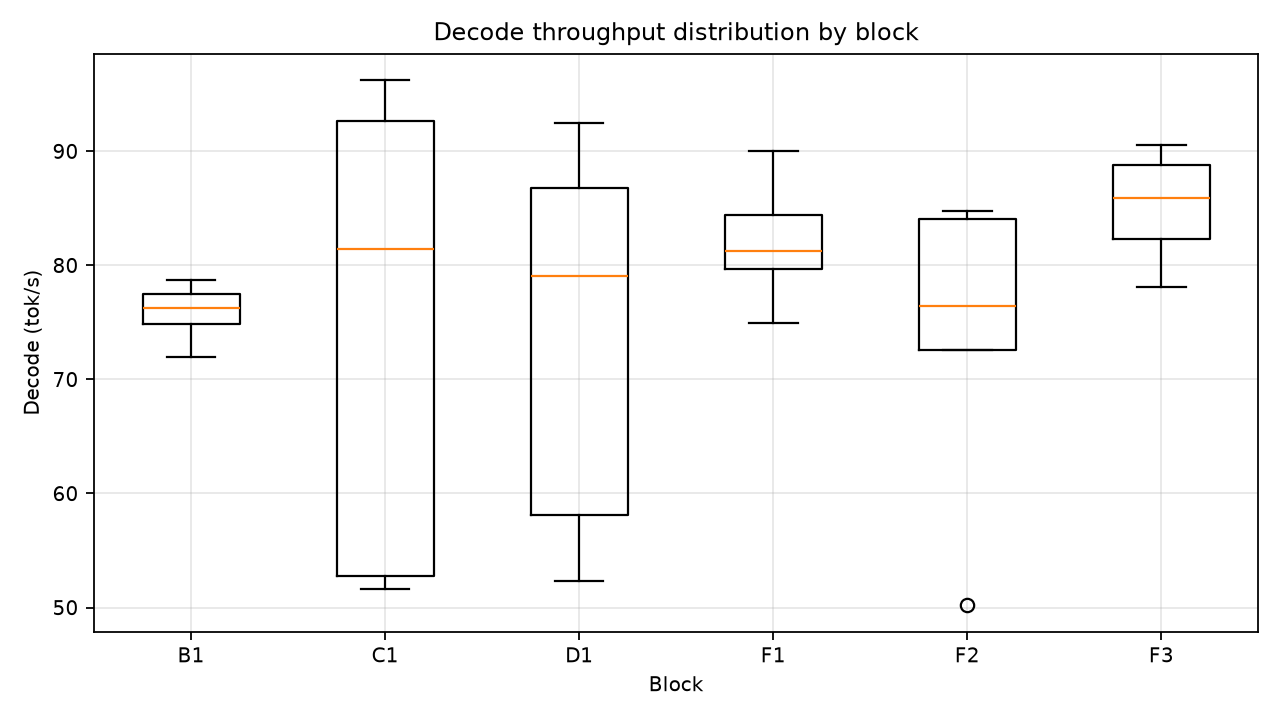 Decode throughput distribution by block
Decode (tok/s)
90
80
70
60
50
B1 C1 D1 F1 F2 F3
Block